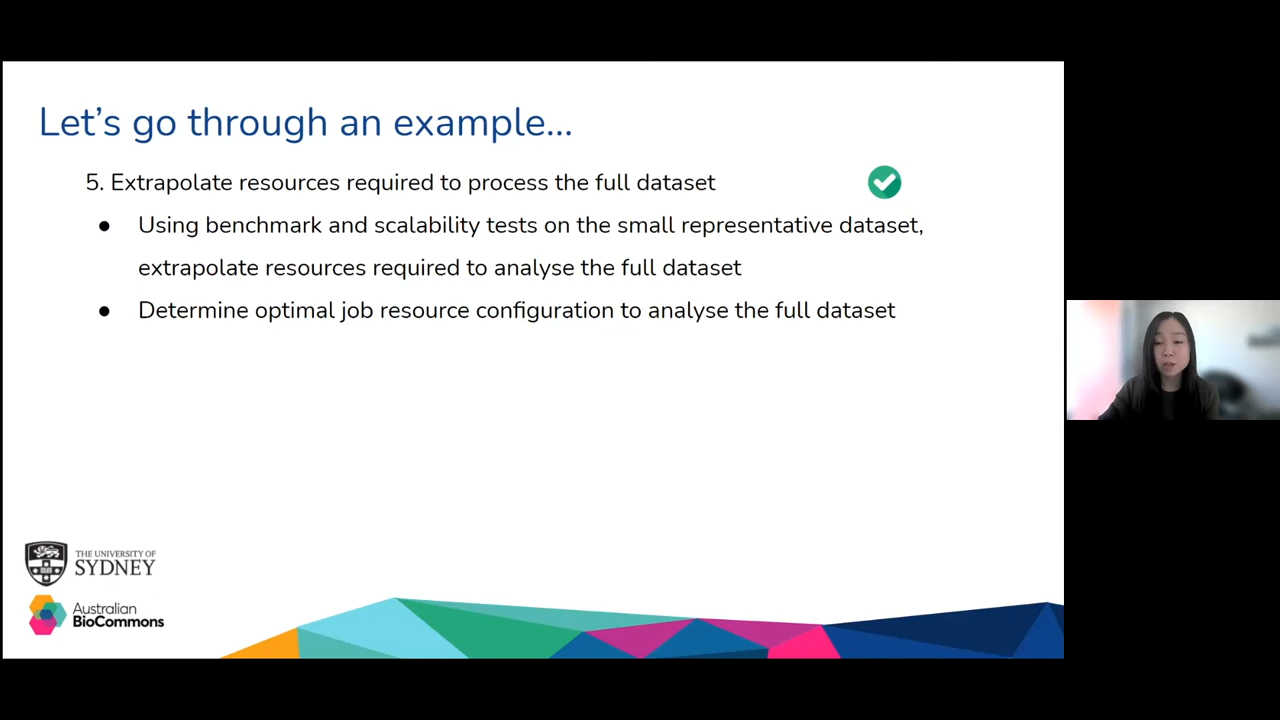 Let's go through an example...
5. Extrapolate resources required to process the full dataset
● Using benchmark and scalability tests on the small representative dataset,
extrapolate resources required to analyse the full dataset
● Determine optimal job resource configuration to analyse the full dataset
THE UNIVERSITY OF
SYDNEY
Australian
BioCommons